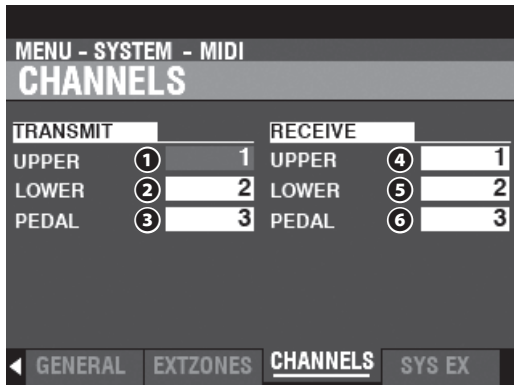 MENU - SYSTEM - MIDI
CHANNELS
TRANSMIT
UPPER 1 1
LOWER 2 2
PEDAL 3 3
RECEIVE
UPPER 4 1
LOWER 5 2
PEDAL 6 3
GENERAL EXTZONES CHANNELS SYS EX